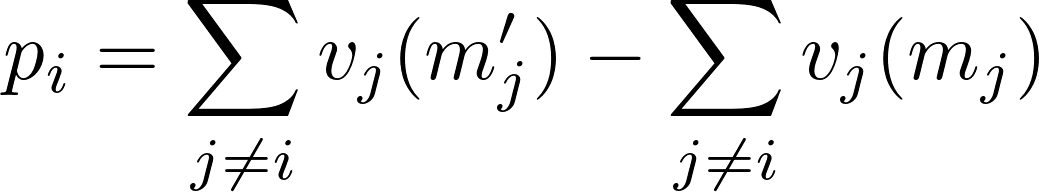 p_i = \sum_{j \neq i} v_j(m'_j) - \sum_{j \neq i} v_j(m_j)